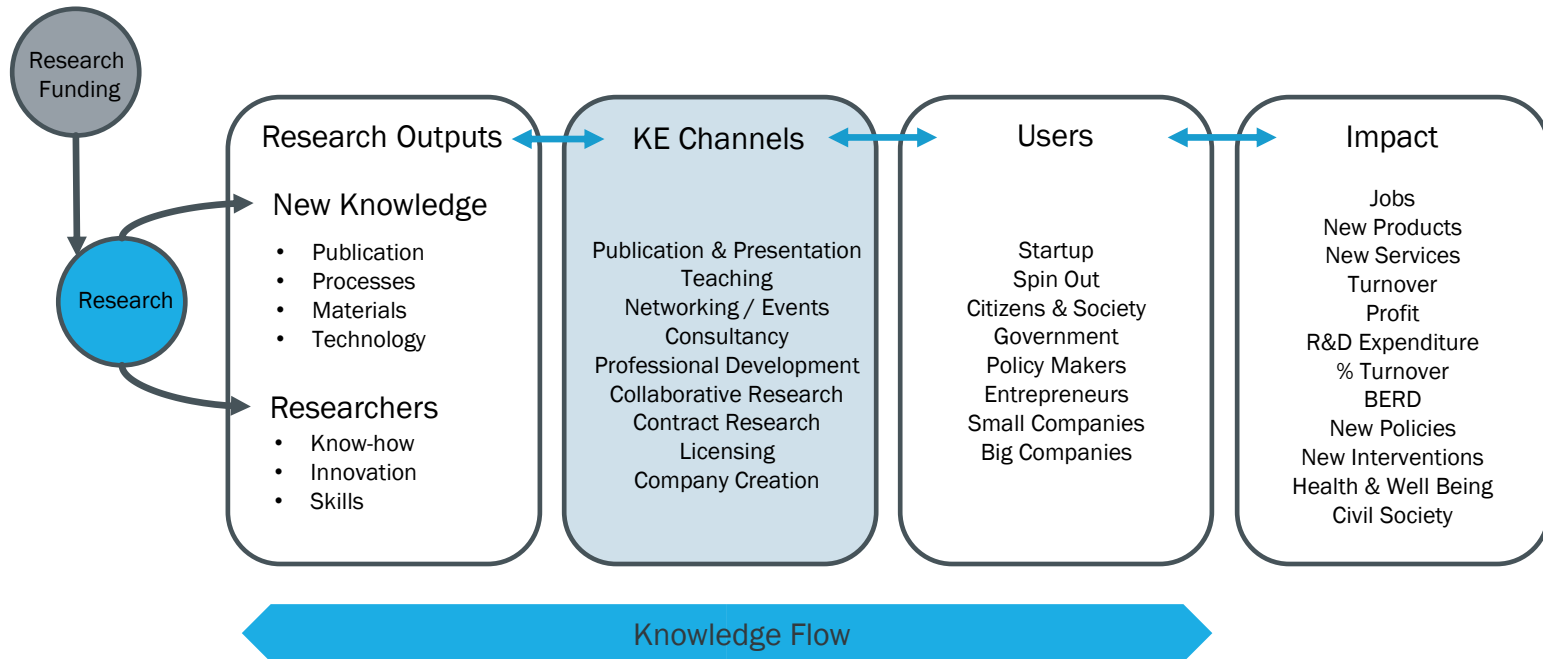 Research
Funding
Research
Research Outputs
New Knowledge
• Publication
• Processes
• Materials
• Technology
Researchers
• Know-how
• Innovation
• Skills
KE Channels
Publication & Presentation
Teaching
Networking / Events
Consultancy
Professional Development
Collaborative Research
Contract Research
Licensing
Company Creation
Users
Startup
Spin Out
Citizens & Society
Government
Policy Makers
Entrepreneurs
Small Companies
Big Companies
Impact
Jobs
New Products
New Services
Turnover
Profit
R&D Expenditure
% Turnover
BERD
New Policies
New Interventions
Health & Well Being
Civil Society
Knowledge Flow